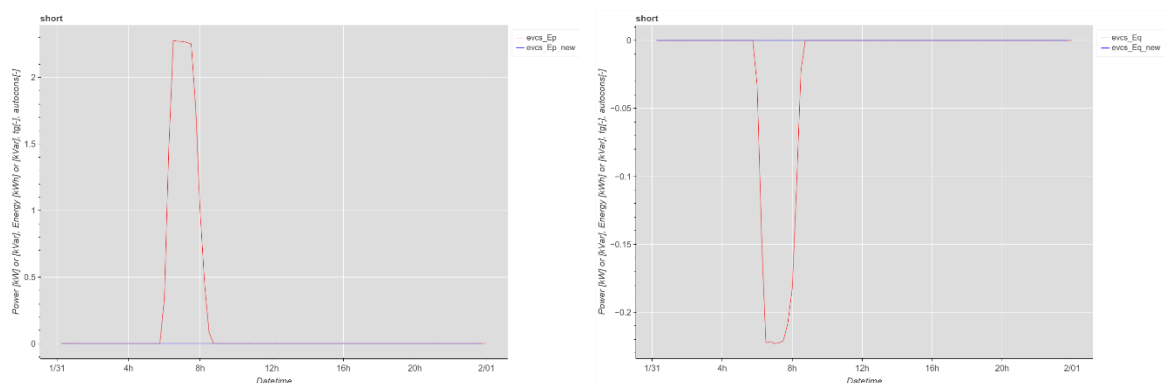 short
Power [kW] or [kVar], Energy [kWh] or [kVar], tg[-], autocons[-]
2
1.5
1
0.5
0
1/31
4h
8h
12h
16h
20h
2/01
Datetime
evcs_Ep
evcs_Ep_new
short
Power [kW] or [kVar], Energy [kWh] or [kVar], tg[-], autocons[-]
0
−0.05
−0.1
−0.15
−0.2
1/31
4h
8h
12h
16h
20h
2/01
Datetime
evcs_Eq
evcs_Eq_new